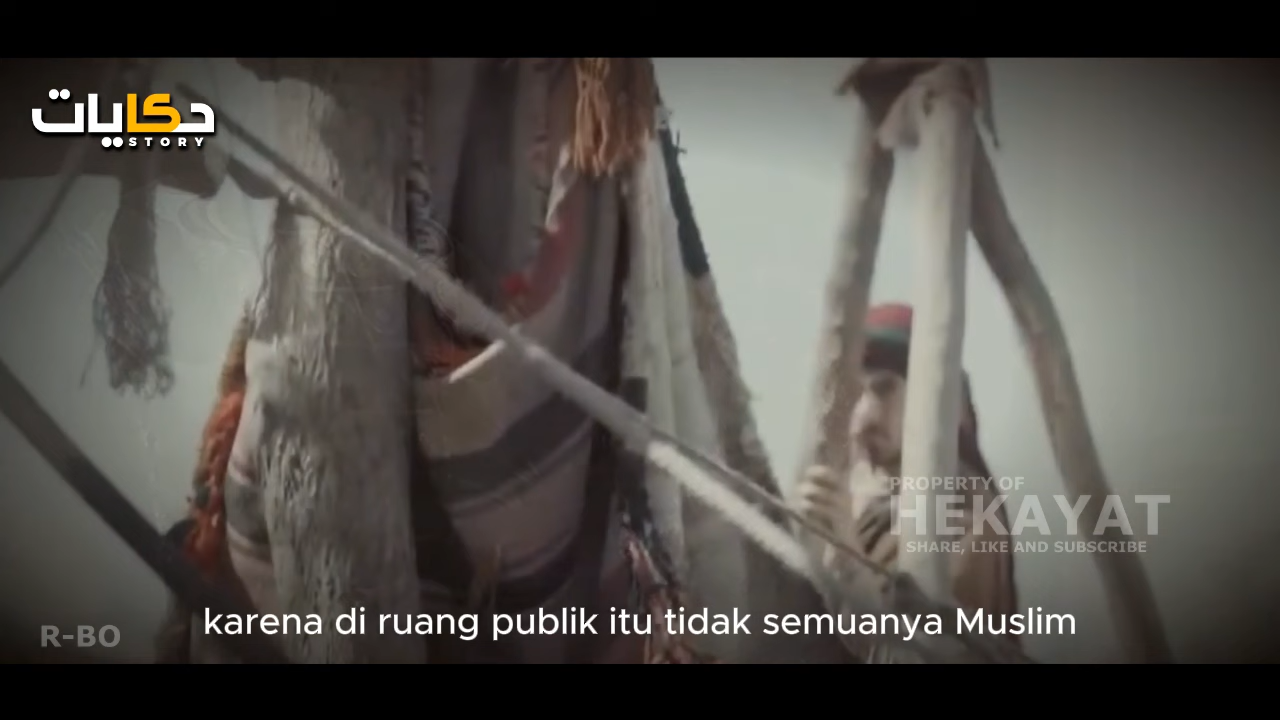 حكايات
STORY
PROPERTY OF
HEKAYAT
SHARE, LIKE AND SUBSCRIBE
karena di ruang publik itu tidak semuanya Muslim
R-BO